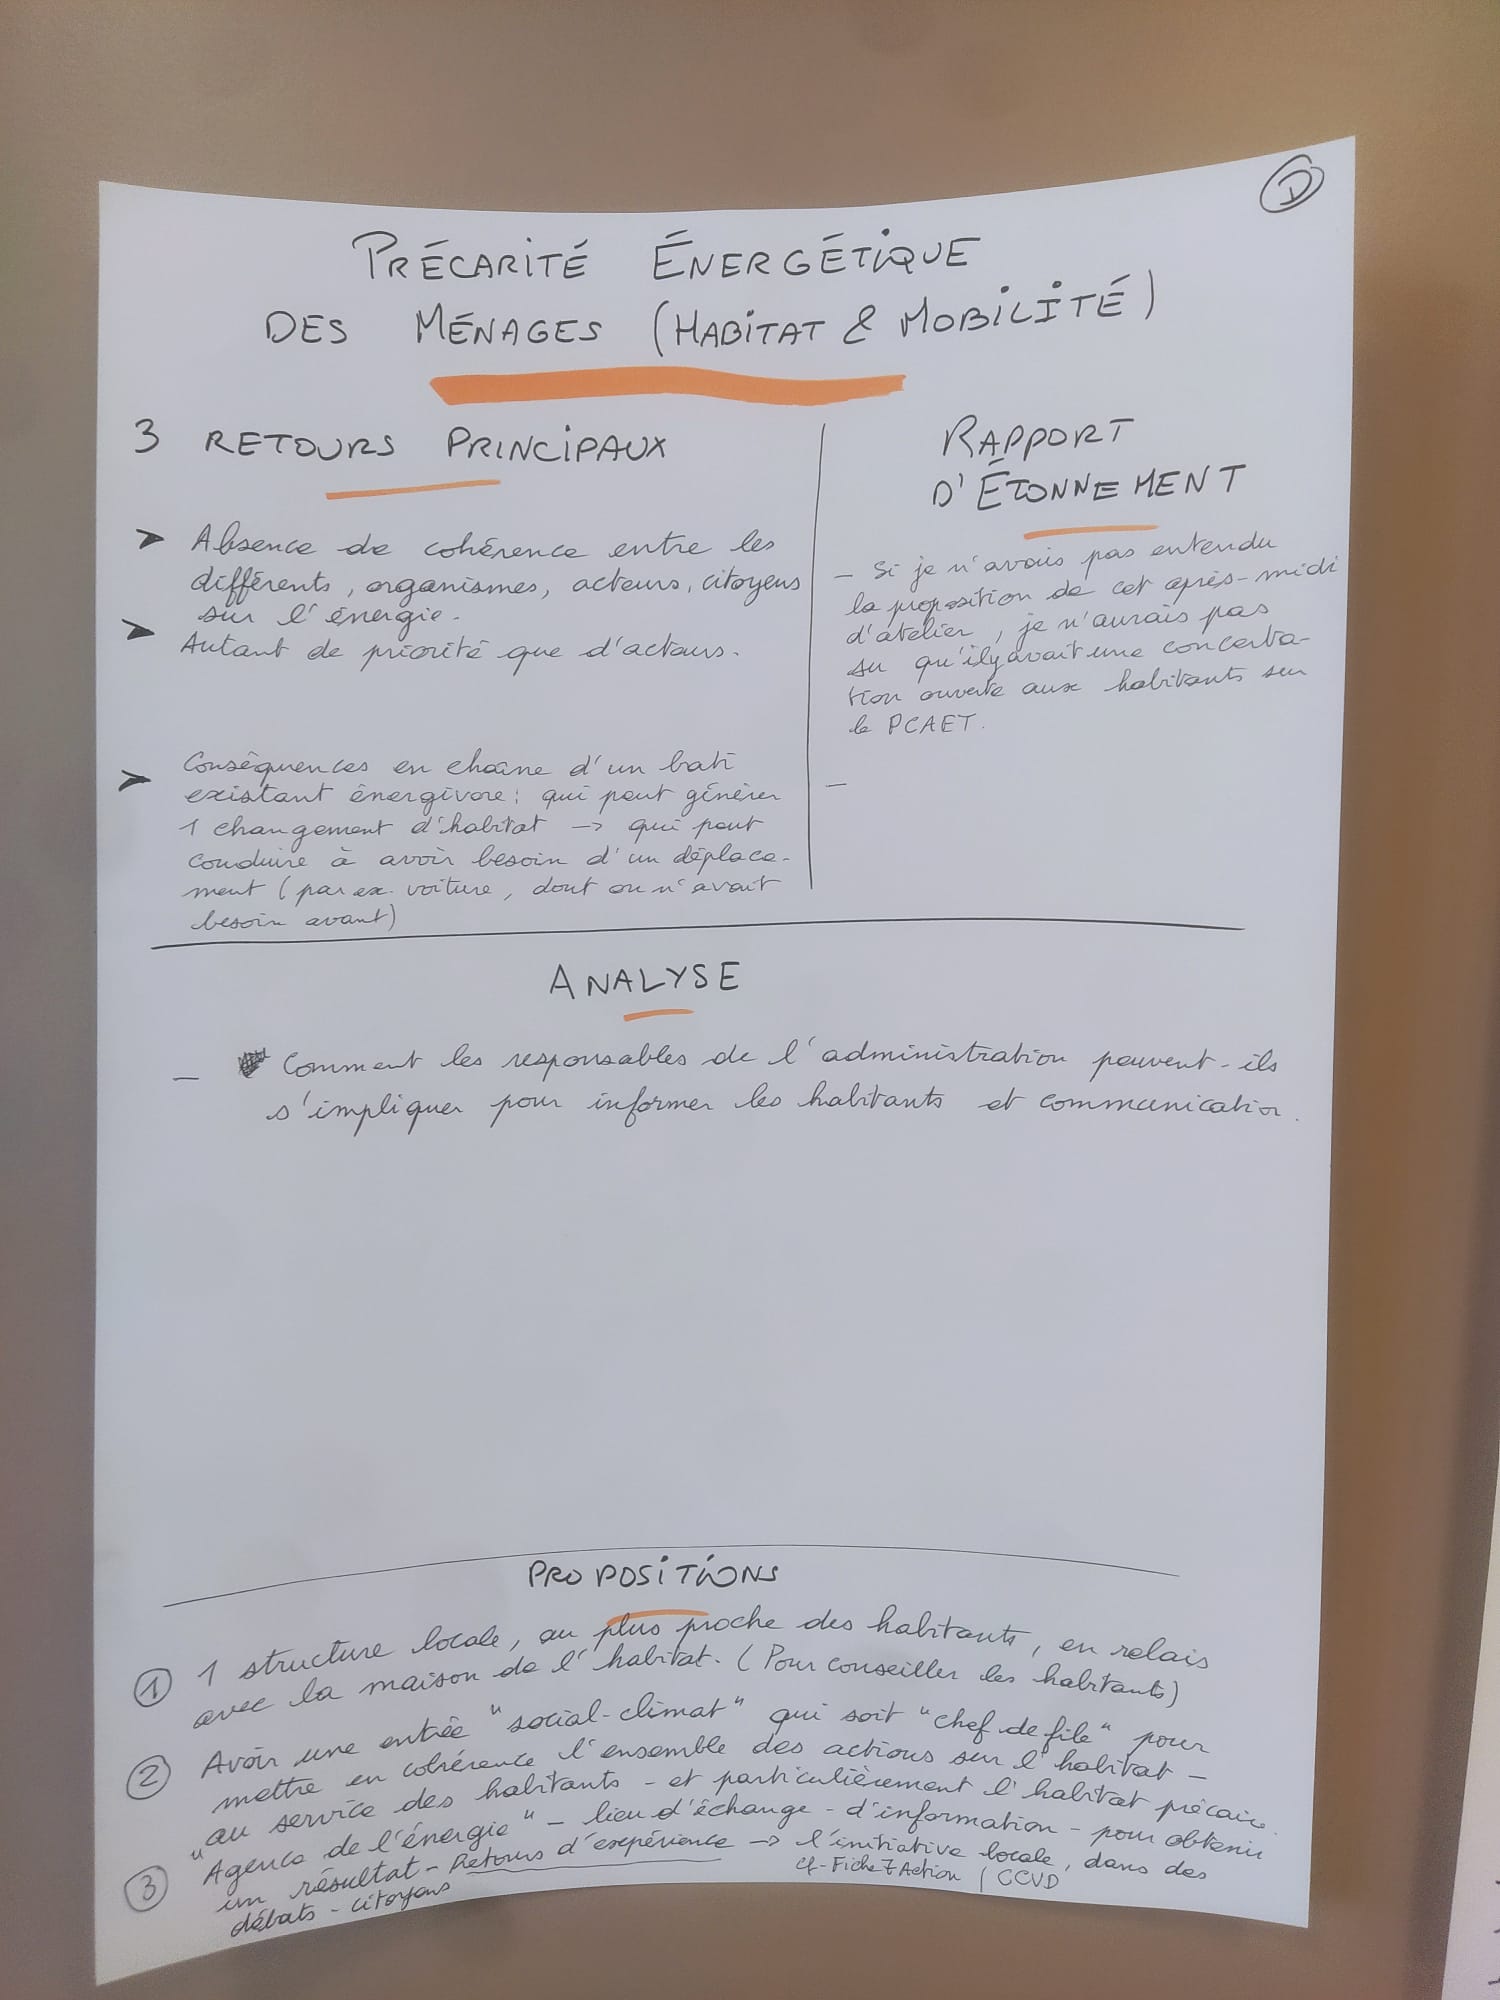 D
PRÉCARITÉ ÉNERGÉTIQUE
DES MÉNAGES (HABITAT & MOBILITÉ)
3 RETOURS PRINCIPAUX
➤ Absence de cohérence entre les
différents, organismes, acteurs, citoyens
sur l'énergie.
➤ Autant de priorité que d'acteurs.
➤ Conséquences en chaîne d'un bati
existant énergivore: qui peut générer
1 changement d'habitat → qui peut
conduire à avoir besoin d'un déplace-
ment (par ex. voiture, dont on n'avait
besoin avant)
RAPPORT
D'ÉTONNEMENT
- Si je n'avais pas entendu
la proposition de cet après-midi
d'atelier, je n'aurais pas
su qu'il y avait une concerta-
tion ouverte aux habitants sur
le PCAET.
-
ANALYSE
- Comment les responsables de l'administration peuvent-ils
s'impliquer pour informer les habitants et communication.
PROPOSITIONS
① 1 structure locale, au plus proche des habitants, en relais
avec la maison de l'habitat. (Pour conseiller les habitants)
② Avoir une entrée "social-climat" qui soit "chef de file" pour
mettre en cohérence l'ensemble des actions sur l'habitat -
au service des habitants - et particulièrement l'habitat précaire.
③ "Agence de l'énergie" - lieu d'échange - d'information - pour obtenir
un résultat - Retours d'expérience → l'initiative locale, dans des
débats - citoyens
cf - Fiche 7 Action / CCVD